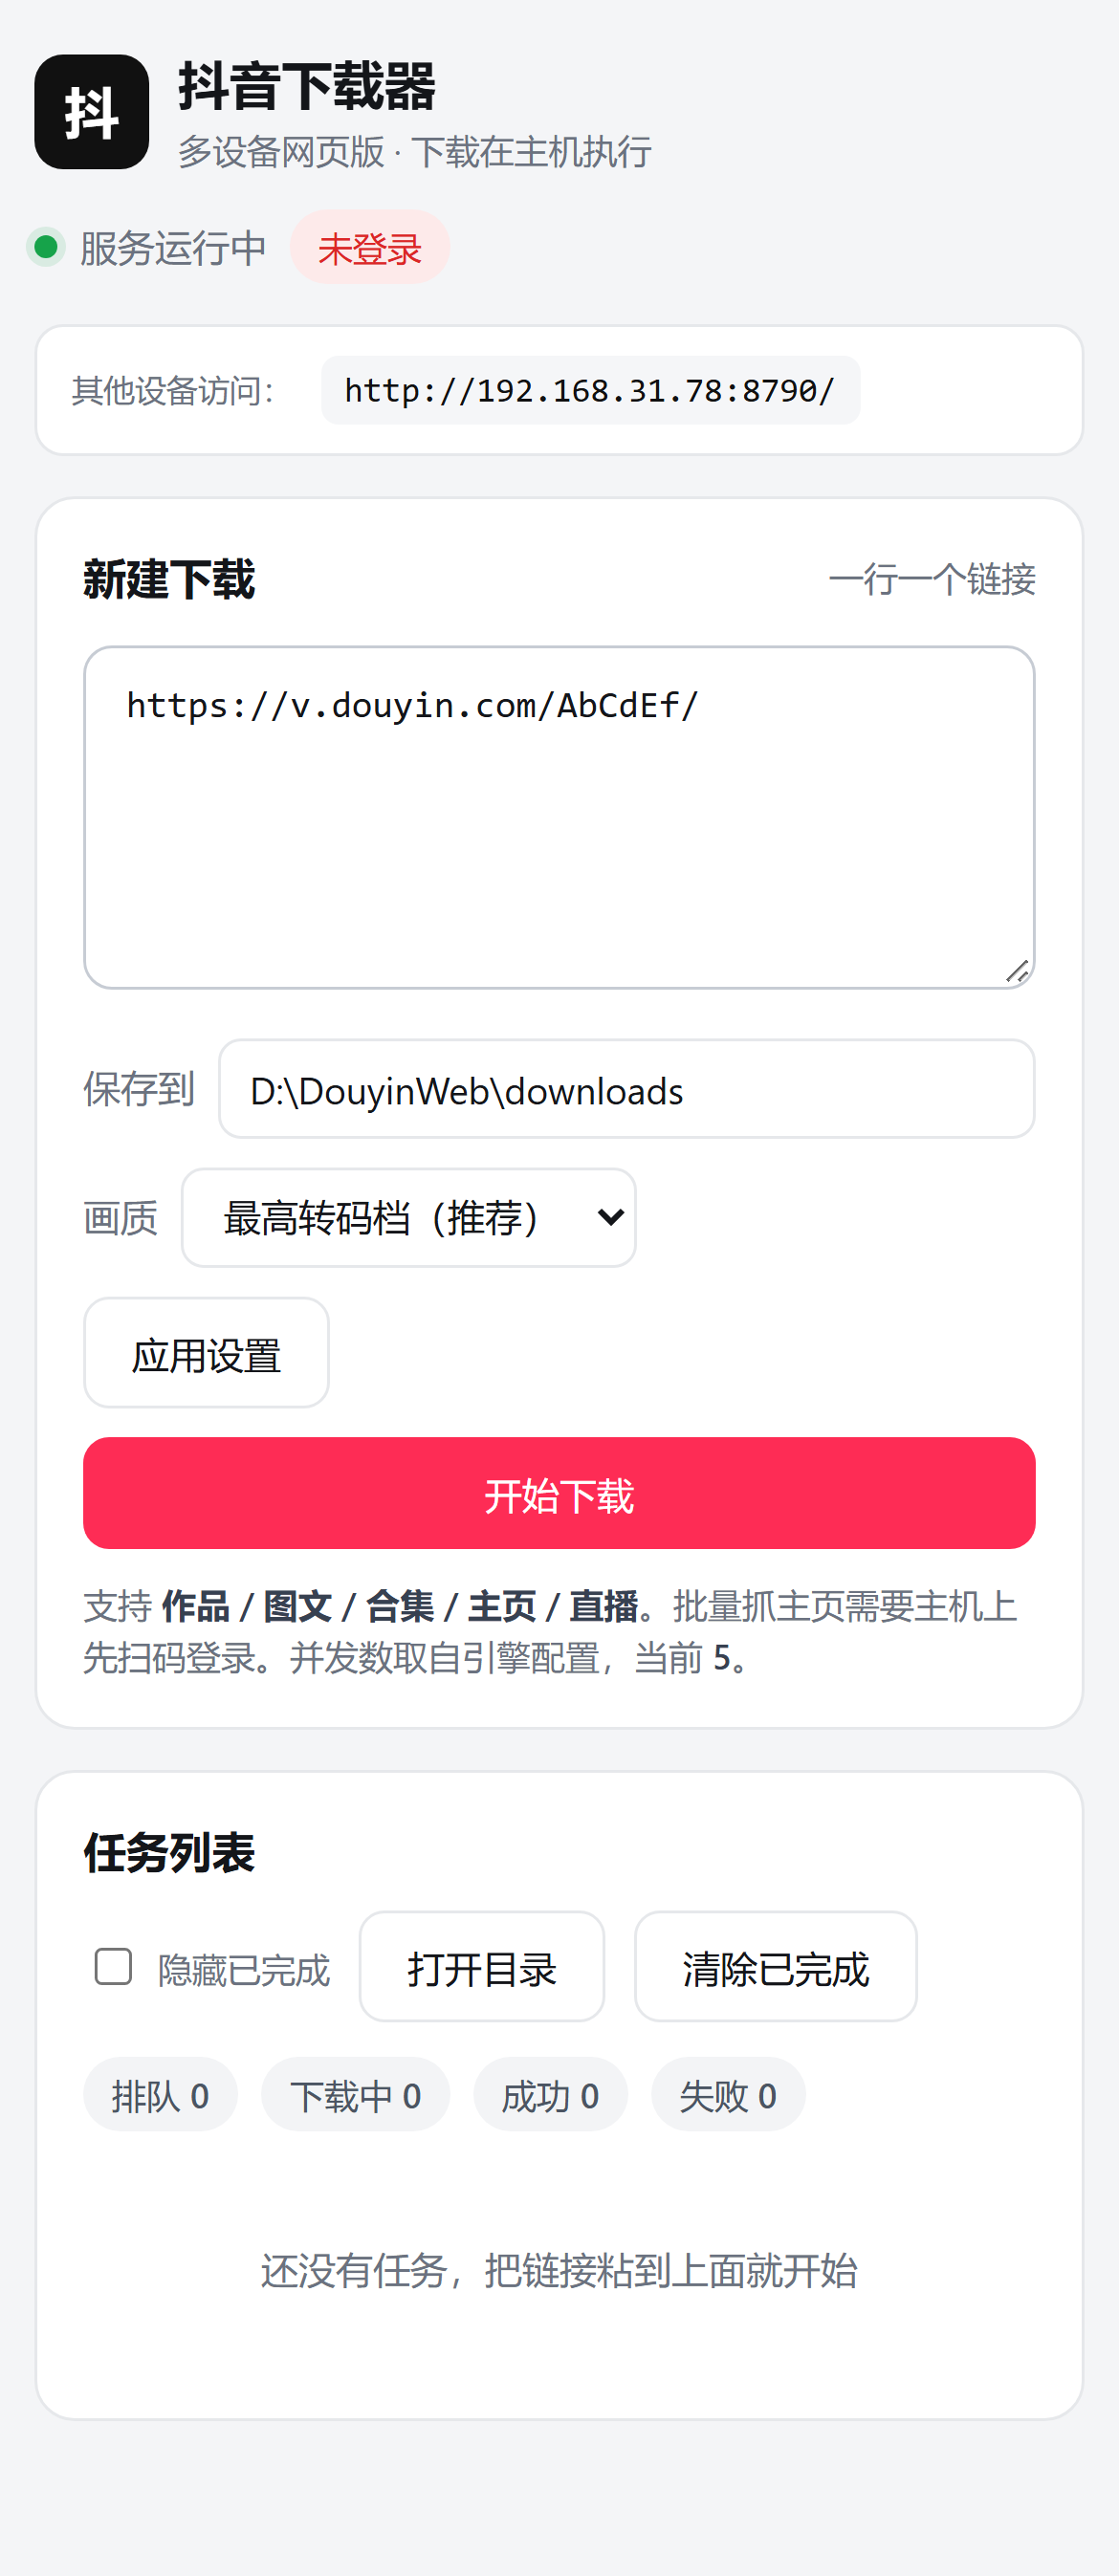 抖
抖音下载器
多设备网页版 · 下载在主机执行
服务运行中 未登录
其他设备访问： http://192.168.31.78:8790/
新建下载 一行一个链接
https://v.douyin.com/AbCdEf/
保存到 D:\DouyinWeb\downloads
画质 最高转码档（推荐）
应用设置
开始下载
支持 作品 / 图文 / 合集 / 主页 / 直播。批量抓主页需要主机上
先扫码登录。并发数取自引擎配置，当前 5。
任务列表
隐藏已完成 打开目录 清除已完成
排队 0 下载中 0 成功 0 失败 0
还没有任务，把链接粘到上面就开始